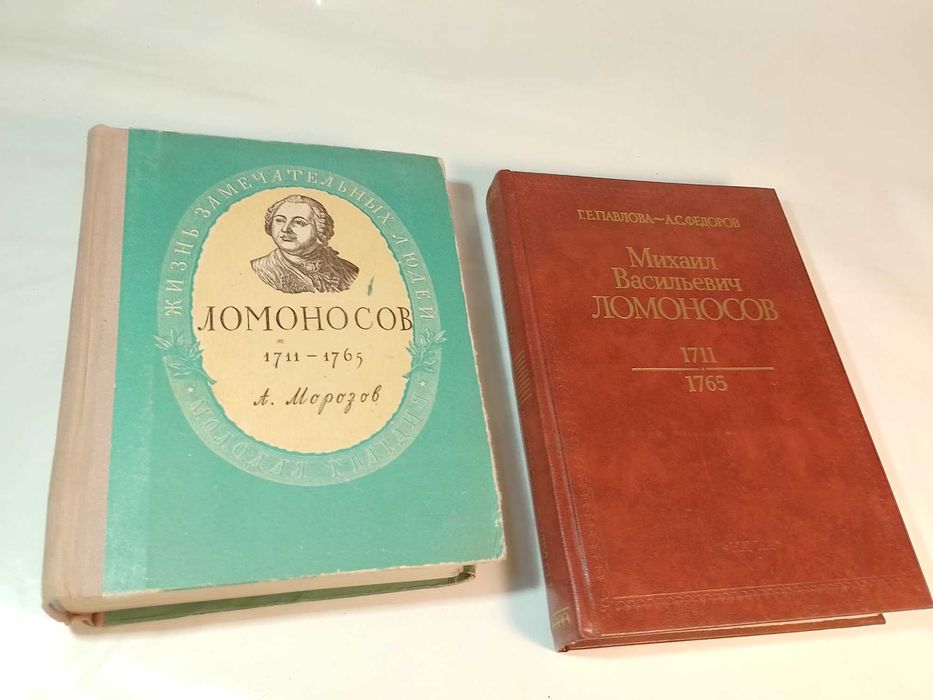 ЖИЗНЬ ЗАМЕЧАТЕЛЬНЫХ ЛЮДЕЙ
ЛОМОНОСОВ
1711 – 1765
А. Морозов
МОЛОДАЯ ГВАРДИЯ
Г.Е.ПАВЛОВА~А.С.ФЕДОРОВ
Михаил
Васильевич
ЛОМОНОСОВ
1711
1765